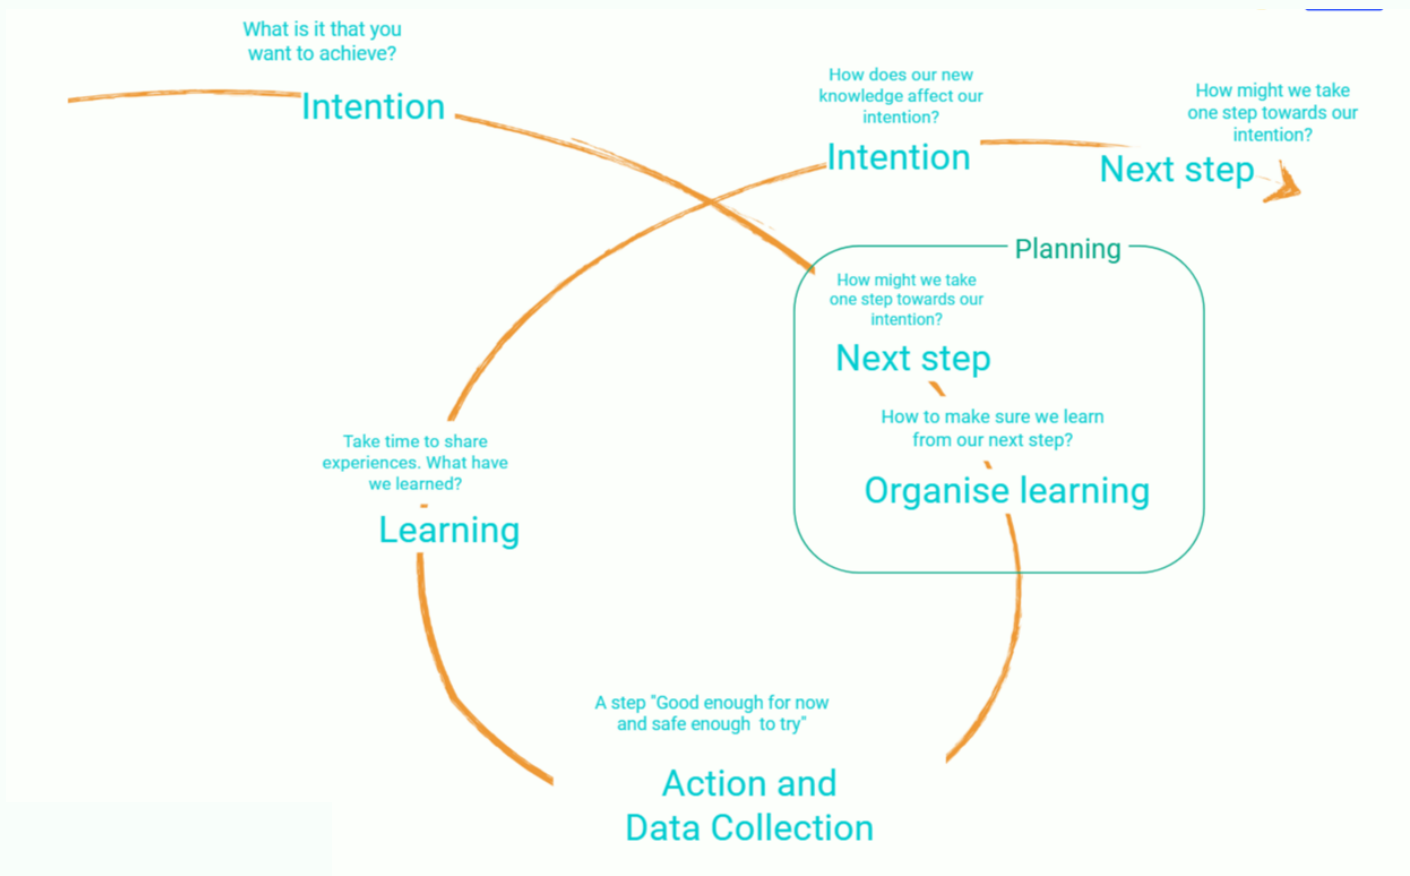 What is it that you
want to achieve?
Intention
How does our new
knowledge affect our
intention?
Intention
How might we take
one step towards our
intention?
Next step
Planning
How might we take
one step towards our
intention?
Next step
How to make sure we learn
from our next step?
Organise learning
A step "Good enough for now
and safe enough to try"
Action and
Data Collection
Take time to share
experiences. What have
we learned?
Learning